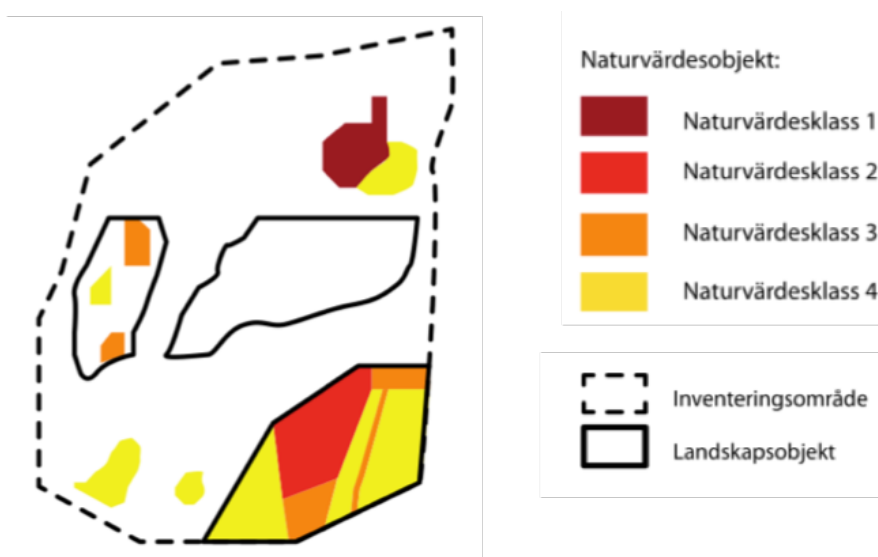 Naturvärdesobjekt:
Naturvärdesklass 1
Naturvärdesklass 2
Naturvärdesklass 3
Naturvärdesklass 4
Inventeringsområde
Landskapsobjekt